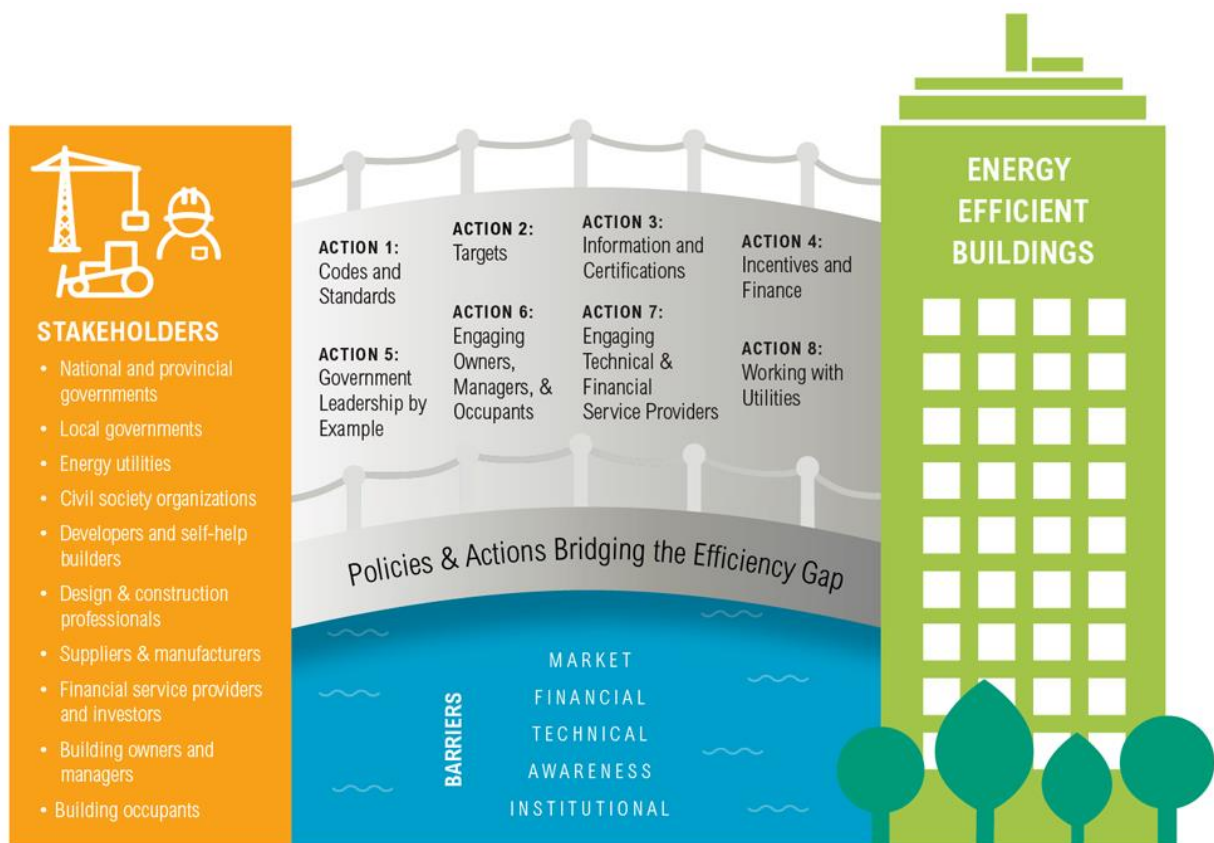 STAKEHOLDERS
• National and provincial
governments
• Local governments
• Energy utilities
• Civil society organizations
• Developers and self-help
builders
• Design & construction
professionals
• Suppliers & manufacturers
• Financial service providers
and investors
• Building owners and
managers
• Building occupants
ACTION 1:
Codes and
Standards
ACTION 2:
Targets
ACTION 3:
Information and
Certifications
ACTION 4:
Incentives and
Finance
ACTION 5:
Government
Leadership by
Example
ACTION 6:
Engaging
Owners,
Managers, &
Occupants
ACTION 7:
Engaging
Technical &
Financial
Service Providers
ACTION 8:
Working with
Utilities
Policies & Actions Bridging the Efficiency Gap
BARRIERS
MARKET
FINANCIAL
TECHNICAL
AWARENESS
INSTITUTIONAL
ENERGY
EFFICIENT
BUILDINGS